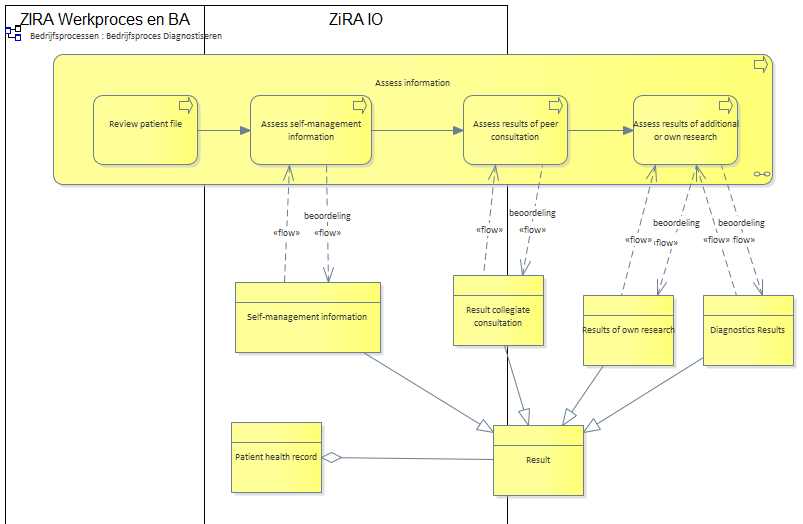 ZIRA Werkproces en BA
ZiRA IO
Bedrijfsprocessen : Bedrijfsproces Diagnostiseren
Assess information
Review patient file
Assess self-management
information
Assess results of peer
consultation
Assess results of additional
or own research
beoordeling
«flow»
«flow»
beoordeling
«flow»
«flow»
beoordeling
«flow»
flow»
beoordeling
«flow»
flow»
Self-management information
Result collegiate
consultation
Results of own research
Diagnostics Results
Patient health record
Result